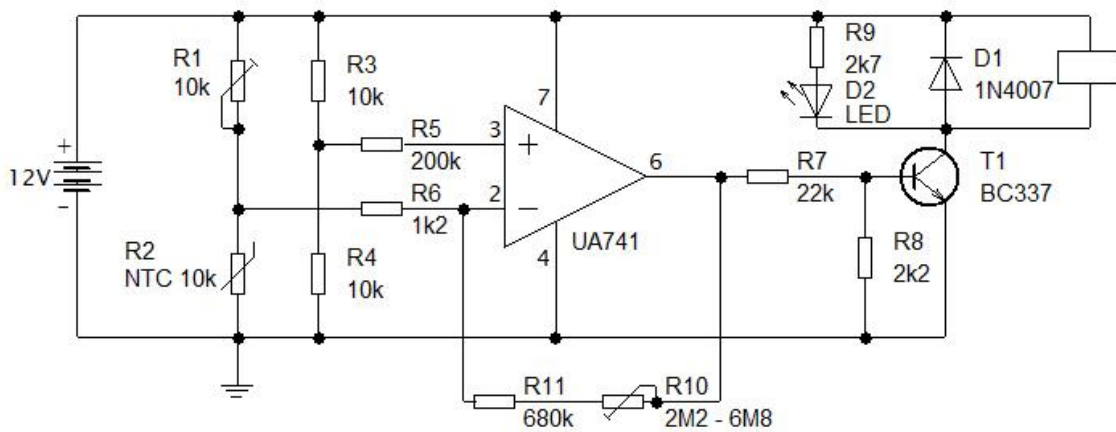 R1
10k
R3
10k
R9
2k7
D2
LED
D1
1N4007
+
12V
-
R5
200k
3
7
+
R6
1k2
2
−
4
6
UA741
R7
22k
T1
BC337
R2
NTC 10k
R4
10k
R8
2k2
R11
680k
R10
2M2 - 6M8